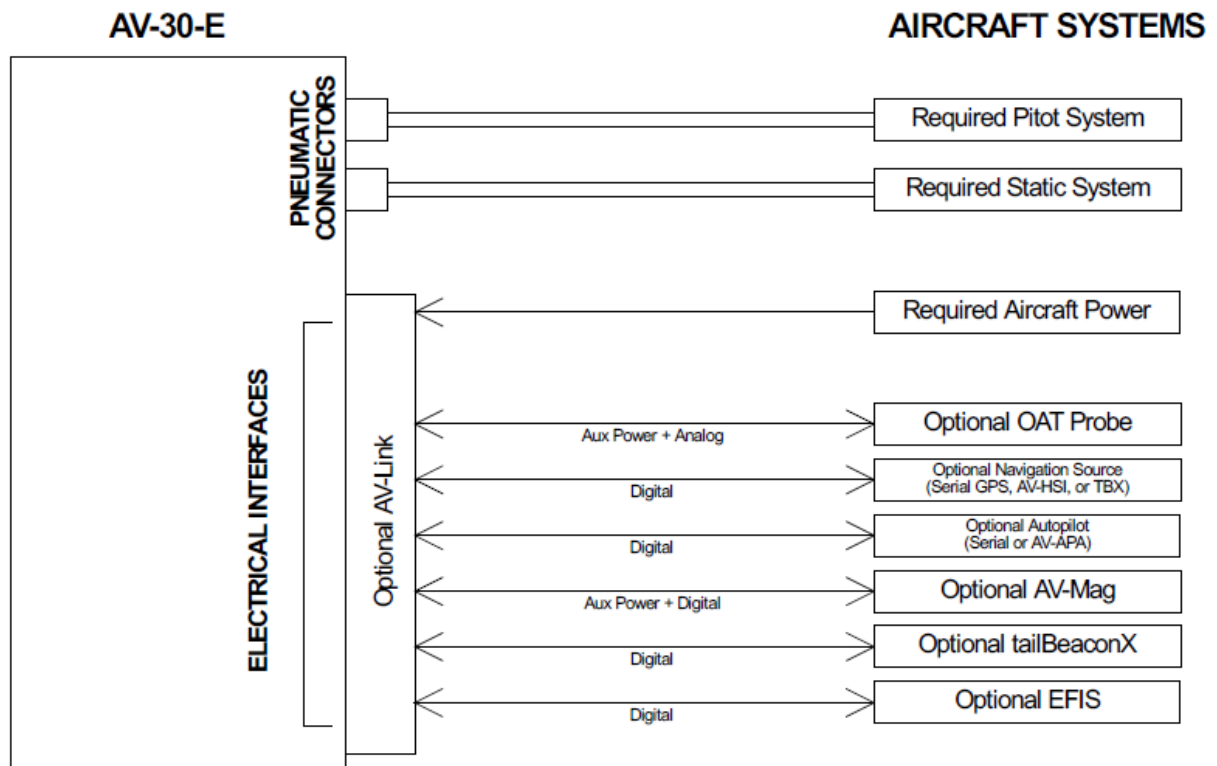 AV-30-E
AIRCRAFT SYSTEMS
PNEUMATIC
CONNECTORS
Required Pitot System
Required Static System
ELECTRICAL INTERFACES
Optional AV-Link
Required Aircraft Power
Aux Power + Analog
Optional OAT Probe
Digital
Optional Navigation Source
(Serial GPS, AV-HSI, or TBX)
Digital
Optional Autopilot
(Serial or AV-APA)
Aux Power + Digital
Optional AV-Mag
Digital
Optional tailBeaconX
Digital
Optional EFIS